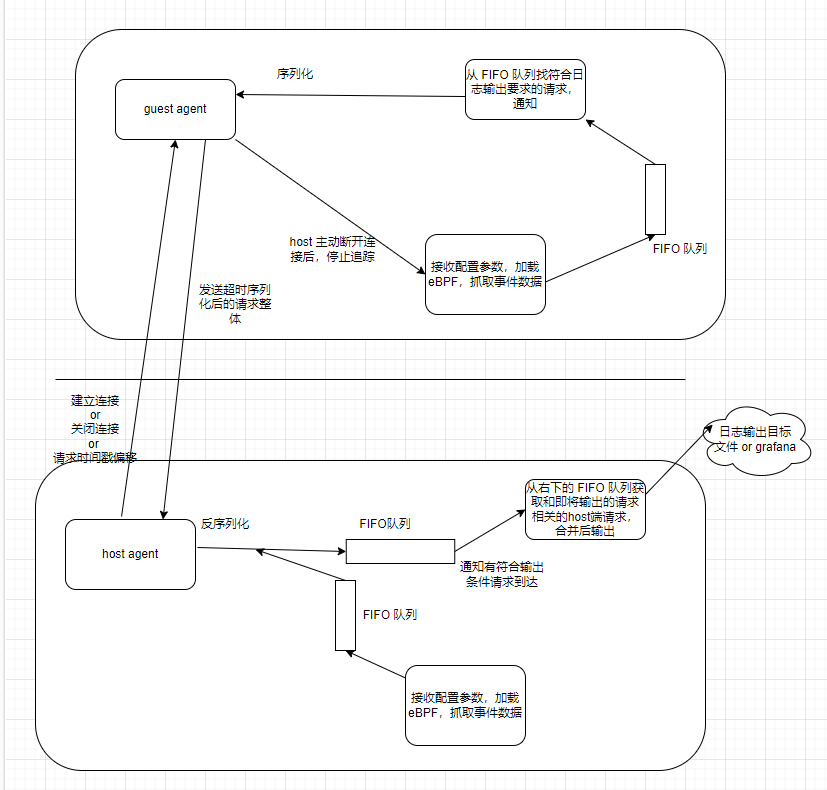 序列化
从 FIFO 队列找符合日
志输出要求的请求，
通知
guest agent
host 主动断开连
接后，停止追踪
FIFO 队列
接收配置参数，加载
eBPF，抓取事件数据
发送超时序列
化后的请求整
体
建立连接
or
关闭连接
or
请求时间戳偏移
日志输出目标
文件 or grafana
从右下的 FIFO 队列获
取和即将输出的请求
相关的host端请求，
合并后输出
反序列化
FIFO队列
host agent
通知有符合输出
条件请求到达
FIFO 队列
接收配置参数，加载
eBPF，抓取事件数据